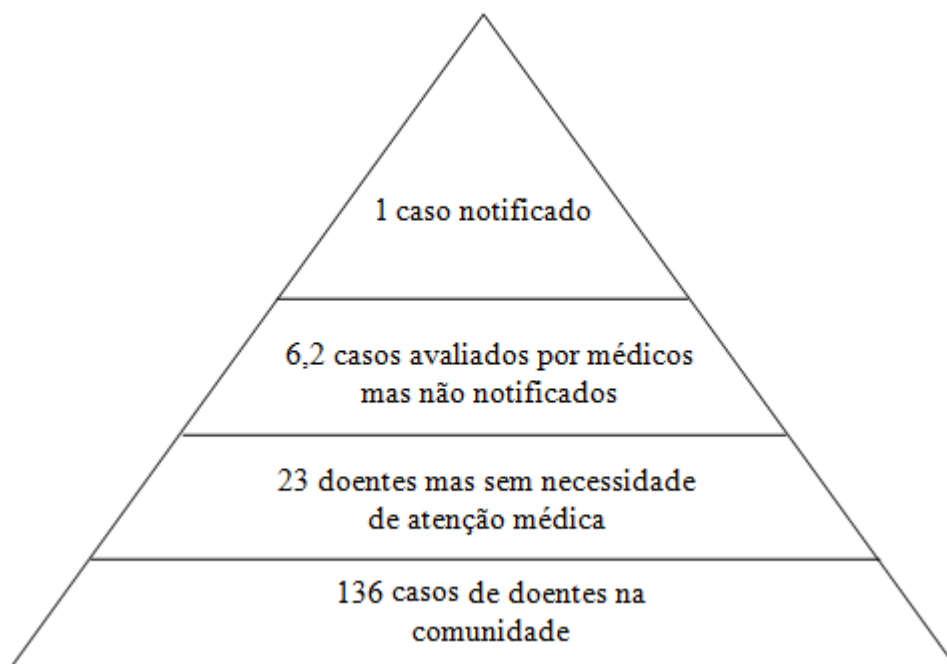 1 caso notificado
6,2 casos avaliados por médicos
mas não notificados
23 doentes mas sem necessidade
de atenção médica
136 casos de doentes na
comunidade